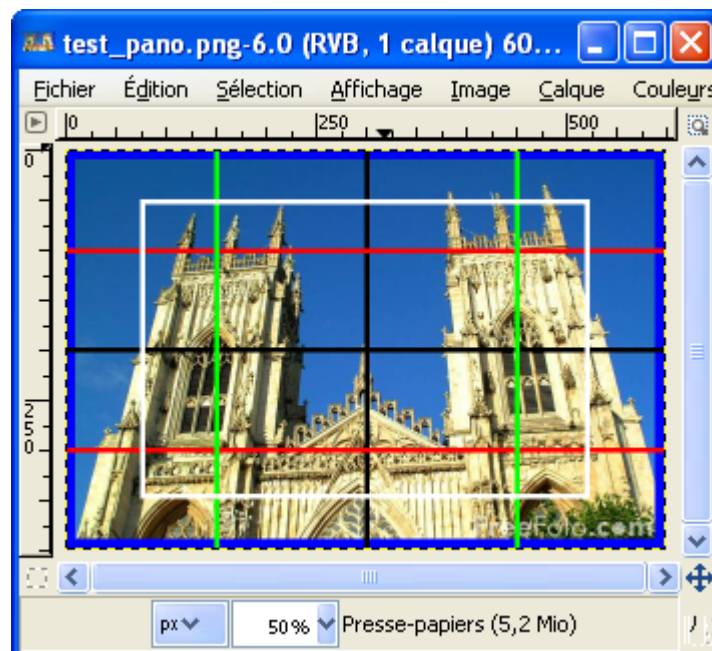 test_pano.png-6.0 (RVB, 1 calque) 60...
Fichier Édition Sélection Affichage Image Calque Couleurs
0 250 500
0
250
FreeFoto.com
px 50% Presse-papiers (5,2 Mio)